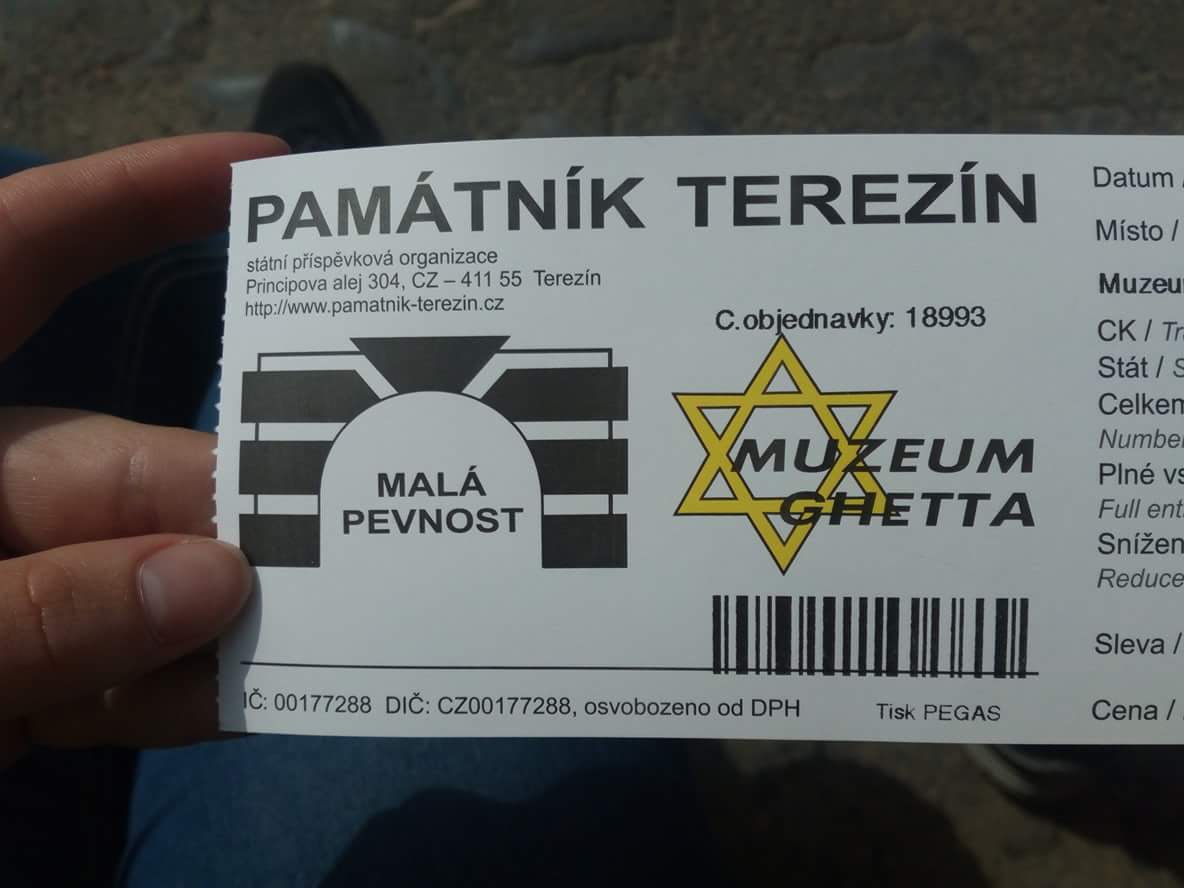 PAMÁTNÍK TEREZÍN
státní příspěvková organizace
Principova alej 304, CZ – 411 55 Terezín
http://www.pamatnik-terezin.cz
C.objednavky: 18993
MALÁ
PEVNOST
MUZEUM
GHETTA
IČ: 00177288 DIČ: CZ00177288, osvobozeno od DPH
Tisk PEGAS
Datum /
Místo /
CK /
Stát /
Plné
Full
Sleva /
Cena /